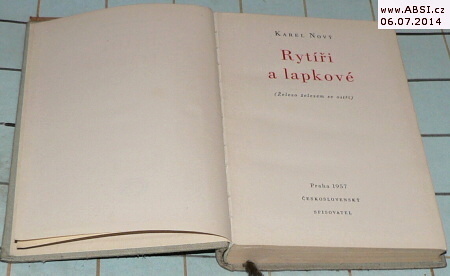 www.ABSI.cz
06.07.2014
Karel Nový
Rytíři
a lapkové
(Železo železem se ostří)
Praha 1957
ČESKOSLOVENSKÝ
SPISOVATEL